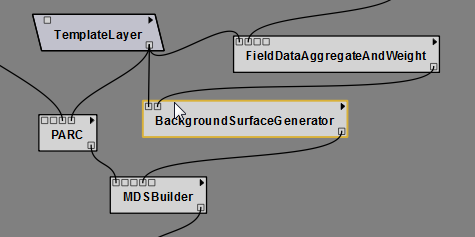 TemplateLayer
FieldDataAggregateAndWeight
BackgroundSurfaceGenerator
PARC
MDSBuilder